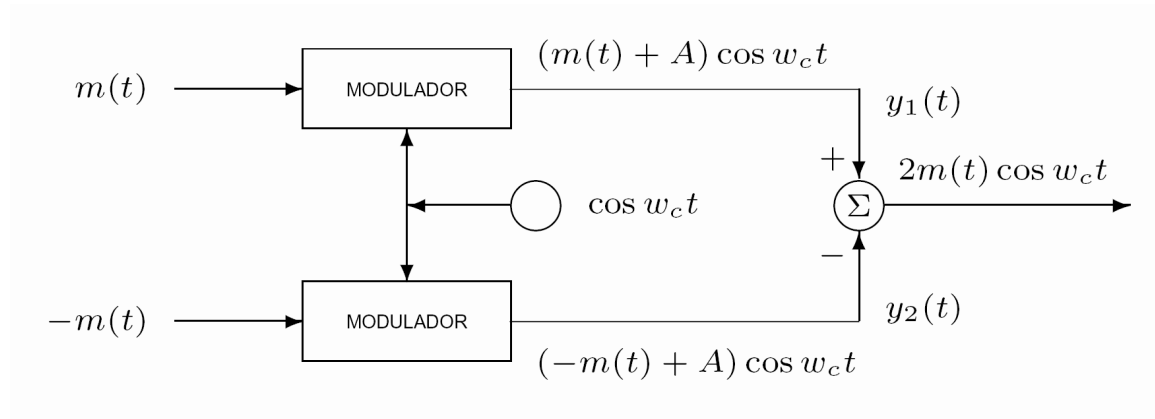 (m(t) + A) cos w_c t
m(t)
MODULADOR
y_1(t)
+
2m(t) cos w_c t
cos w_c t
Σ
−
−m(t)
MODULADOR
y_2(t)
(−m(t) + A) cos w_c t